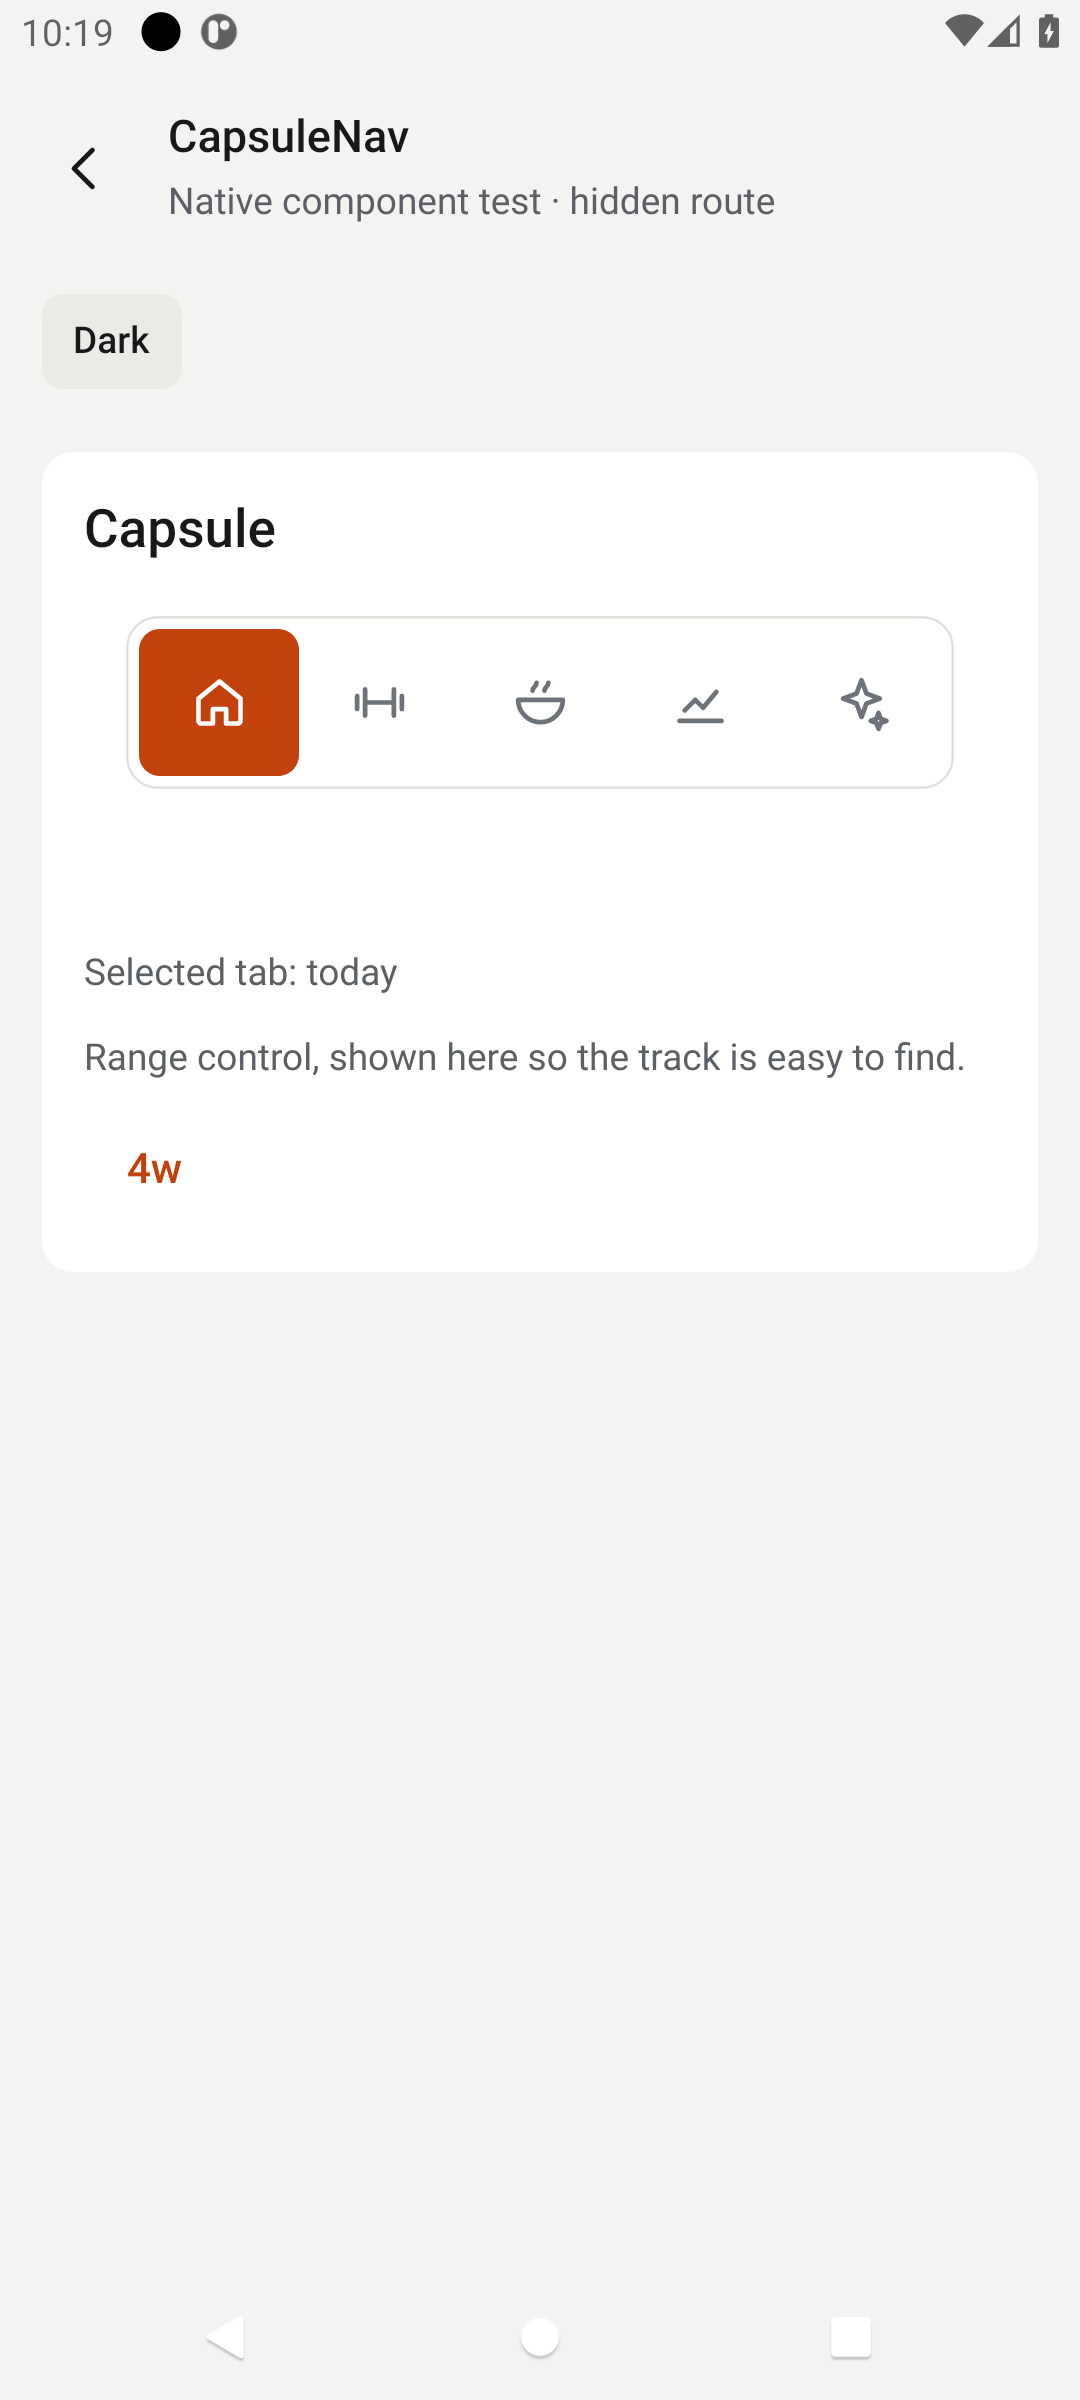 10:19
CapsuleNav
Native component test · hidden route
Dark
Capsule
Selected tab: today
Range control, shown here so the track is easy to find.
4w